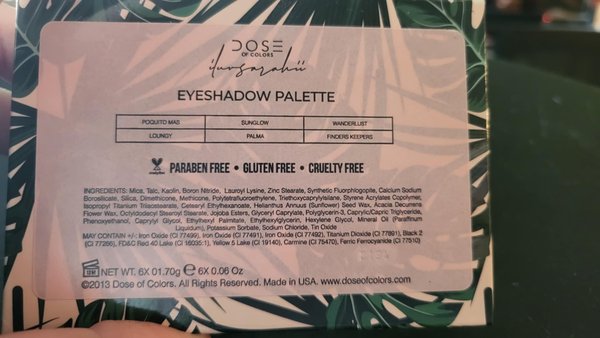 DOSE
OF COLORS
iluvsarahii
EYESHADOW PALETTE
POQUITO MAS SUNGLOW WANDERLUST
LOUNGY PALMA FINDERS KEEPERS
PARABEN FREE • GLUTEN FREE • CRUELTY FREE
INGREDIENTS: Mica, Talc, Kaolin, Boron Nitride, Lauroyl Lysine, Zinc Stearate, Synthetic Fluorphlogopite, Calcium Sodium
Borosilicate, Silica, Dimethicone, Methicone, Polytetrafluoroethylene, Triethoxycaprylylsilane, Styrene Acrylates Copolymer,
Isopropyl Titanium Triisostearate, Cetearyl Ethylhexanoate, Helianthus Annuus (Sunflower) Seed Wax, Acacia Decurrens
Flower Wax, Octyldodecyl Stearoyl Stearate, Jojoba Esters, Glyceryl Caprylate, Polyglycerin-3, Caprylic/Capric Triglyceride,
Phenoxyethanol, Caprylyl Glycol, Ethylhexyl Palmitate, Ethylhexylglycerin, Hexylene Glycol, Mineral Oil (Paraffinum
Liquidum), Potassium Sorbate, Sodium Chloride, Tin Oxide
MAY CONTAIN +/-: Iron Oxide (CI 77499), Iron Oxide (CI 77491), Iron Oxide (CI 77492), Titanium Dioxide (CI 77891), Black 2
(CI 77266), FD&C Red 40 Lake (CI 16035:1), Yellow 5 Lake (CI 19140), Carmine (CI 75470), Ferric Ferrocyanide (CI 77510)
NET WT. 6X 01.70g ℮ 6X 0.06 Oz
©2013 Dose of Colors. All Rights Reserved. Made in USA. www.doseofcolors.com